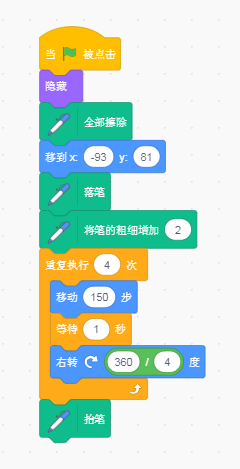 当 被点击
隐藏
全部擦除
移到 x: -93 y: 81
落笔
将笔的粗细增加 2
重复执行 4 次
移动 150 步
等待 1 秒
右转 360 / 4 度
抬笔